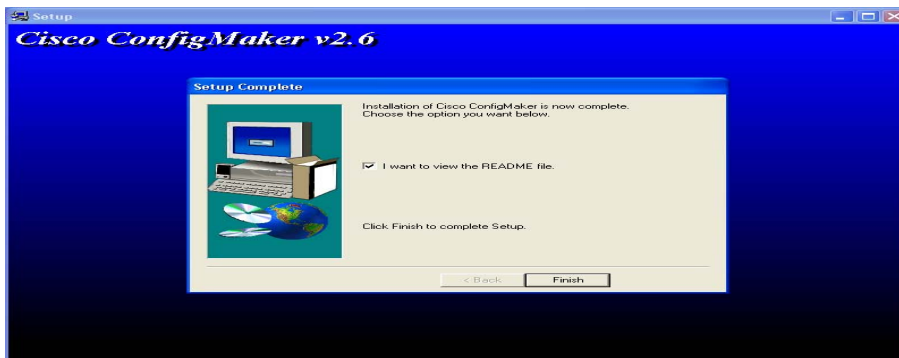 Setup
Cisco ConfigMaker v2.6
Setup Complete
Installation of Cisco ConfigMaker is now complete.
Choose the option you want below.
I want to view the README file.
Click Finish to complete Setup.
< Back
Finish